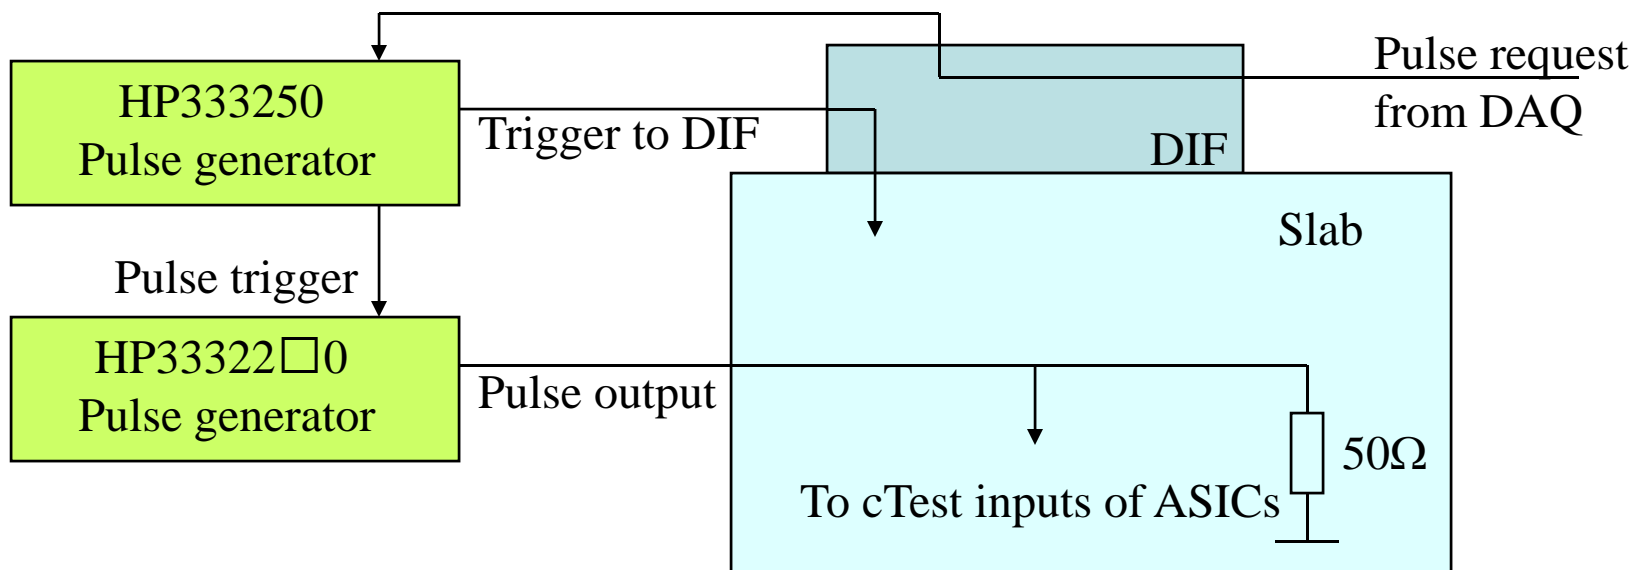 HP333250
Pulse generator
Trigger to DIF
DIF
Pulse request
from DAQ
Slab
Pulse trigger
HP33322□0
Pulse generator
Pulse output
50Ω
To cTest inputs of ASICs